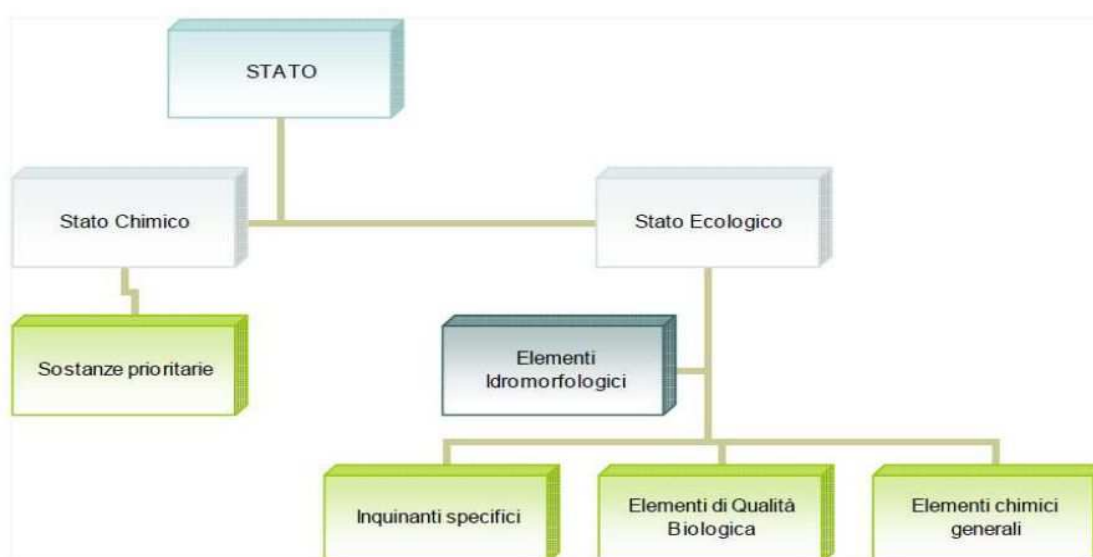 STATO
Stato Chimico
Stato Ecologico
Sostanze prioritarie
Elementi
Idromorfologici
Inquinanti specifici
Elementi di Qualità
Biologica
Elementi chimici
generali